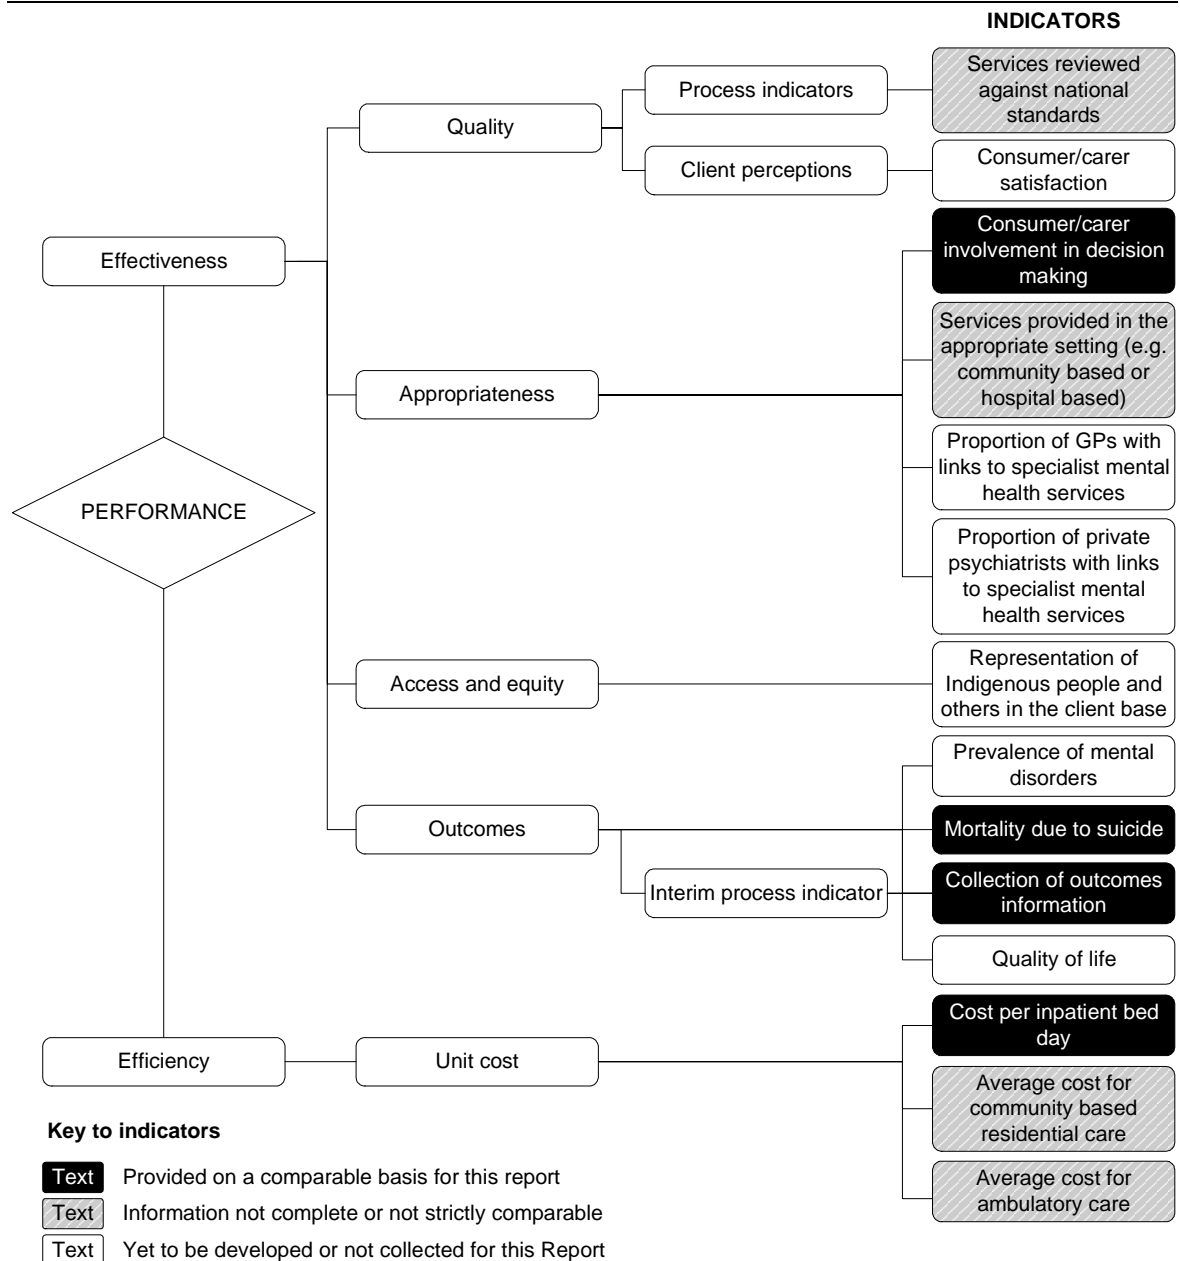 INDICATORS
Services reviewed
against national
standards
Process indicators
Quality
Client perceptions
Consumer/carer
satisfaction
Consumer/carer
involvement in decision
making
Effectiveness
Services provided in the
appropriate setting (e.g.
community based or
hospital based)
Appropriateness
Proportion of GPs with
links to specialist mental
health services
PERFORMANCE
Proportion of private
psychiatrists with links
to specialist mental
health services
Access and equity
Representation of
Indigenous people and
others in the client base
Prevalence of mental
disorders
Outcomes
Mortality due to suicide
Interim process indicator
Collection of outcomes
information
Quality of life
Cost per inpatient bed
day
Efficiency
Unit cost
Average cost for
community based
residential care
Average cost for
ambulatory care
Key to indicators
Text Provided on a comparable basis for this report
Text Information not complete or not strictly comparable
Text Yet to be developed or not collected for this Report